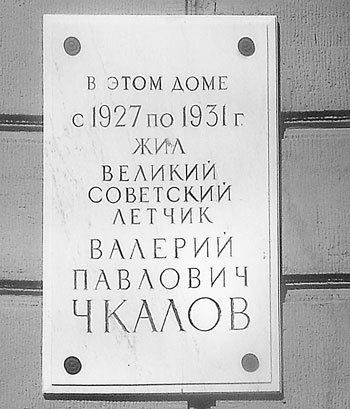 В ЭТОМ ДОМЕ
с 1927 по 1931 г.
ЖИЛ
ВЕЛИКИЙ
СОВЕТСКИЙ
ЛЕТЧИК
ВАЛЕРИЙ
ПАВЛОВИЧ
ЧКАЛОВ